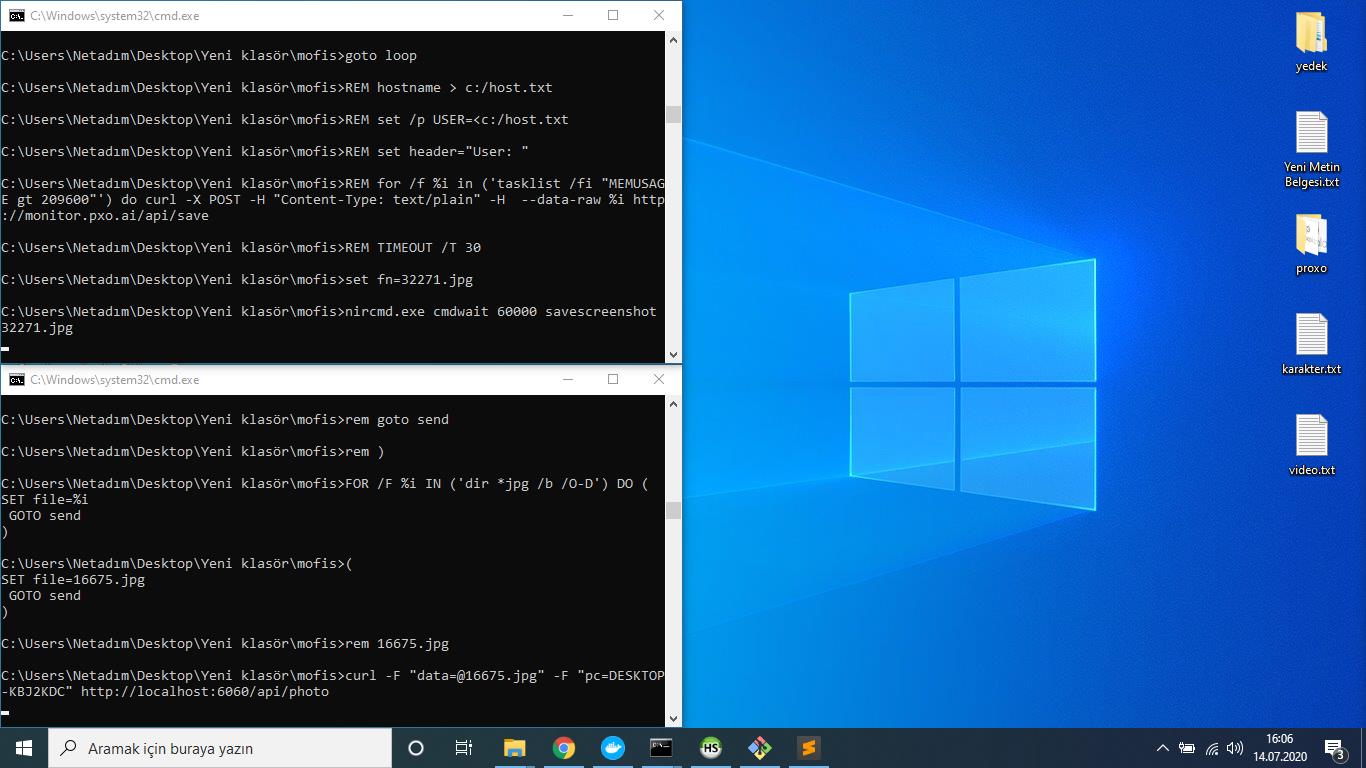 C:\Windows\system32\cmd.exe
C:\Users\Netadım\Desktop\Yeni klasör\mofis>goto loop
C:\Users\Netadım\Desktop\Yeni klasör\mofis>REM hostname > c:/host.txt
C:\Users\Netadım\Desktop\Yeni klasör\mofis>REM set /p USER=<c:/host.txt
C:\Users\Netadım\Desktop\Yeni klasör\mofis>REM set header="User: "
C:\Users\Netadım\Desktop\Yeni klasör\mofis>REM for /f %i in ('tasklist /fi "MEMUSAG
E gt 209600"') do curl -X POST -H "Content-Type: text/plain" -H  --data-raw %i http
://monitor.pxo.ai/api/save
C:\Users\Netadım\Desktop\Yeni klasör\mofis>REM TIMEOUT /T 30
C:\Users\Netadım\Desktop\Yeni klasör\mofis>set fn=32271.jpg
C:\Users\Netadım\Desktop\Yeni klasör\mofis>nircmd.exe cmdwait 60000 savescreenshot
32271.jpg
C:\Windows\system32\cmd.exe
C:\Users\Netadım\Desktop\Yeni klasör\mofis>rem goto send
C:\Users\Netadım\Desktop\Yeni klasör\mofis>rem )
C:\Users\Netadım\Desktop\Yeni klasör\mofis>FOR /F %i IN ('dir *jpg /b /O-D') DO (
SET file=%i
GOTO send
)
C:\Users\Netadım\Desktop\Yeni klasör\mofis>(
SET file=16675.jpg
GOTO send
)
C:\Users\Netadım\Desktop\Yeni klasör\mofis>rem 16675.jpg
C:\Users\Netadım\Desktop\Yeni klasör\mofis>curl -F "data=@16675.jpg" -F "pc=DESKTOP
-KBJ2KDC" http://localhost:6060/api/photo
yedek
Yeni Metin
Belgesi.txt
proxo
karakter.txt
video.txt
Aramak için buraya yazın
HS
16:06
14.07.2020
3